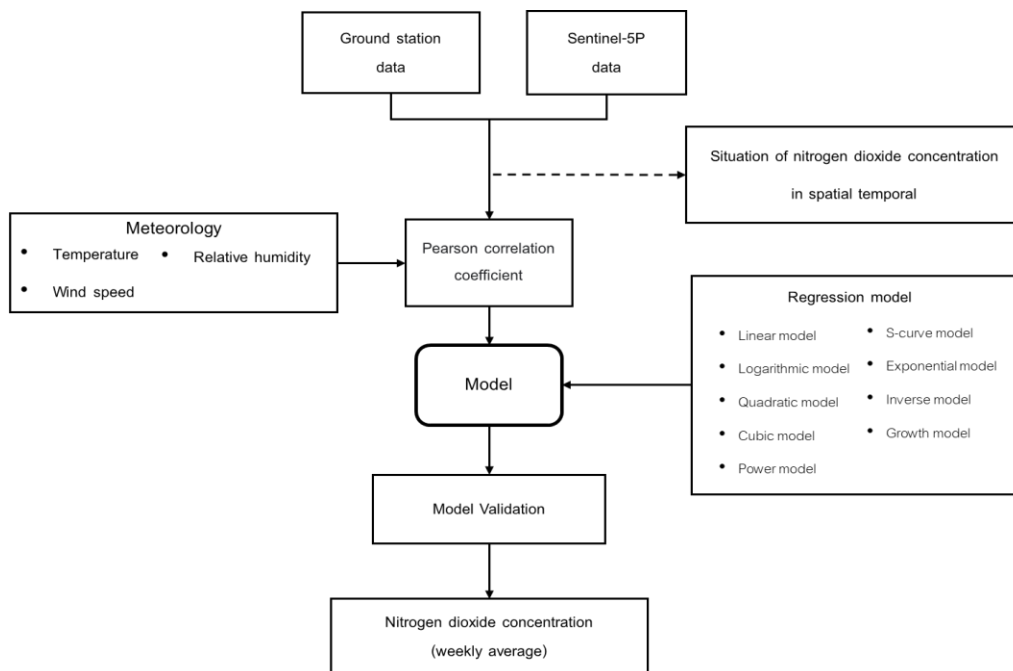 Ground station
data
Sentinel-5P
data
Situation of nitrogen dioxide concentration
in spatial temporal
Meteorology
• Temperature • Relative humidity
• Wind speed
Pearson correlation
coefficient
Regression model
• Linear model
• Logarithmic model
• Quadratic model
• Cubic model
• Power model
• S-curve model
• Exponential model
• Inverse model
• Growth model
Model
Model Validation
Nitrogen dioxide concentration
(weekly average)